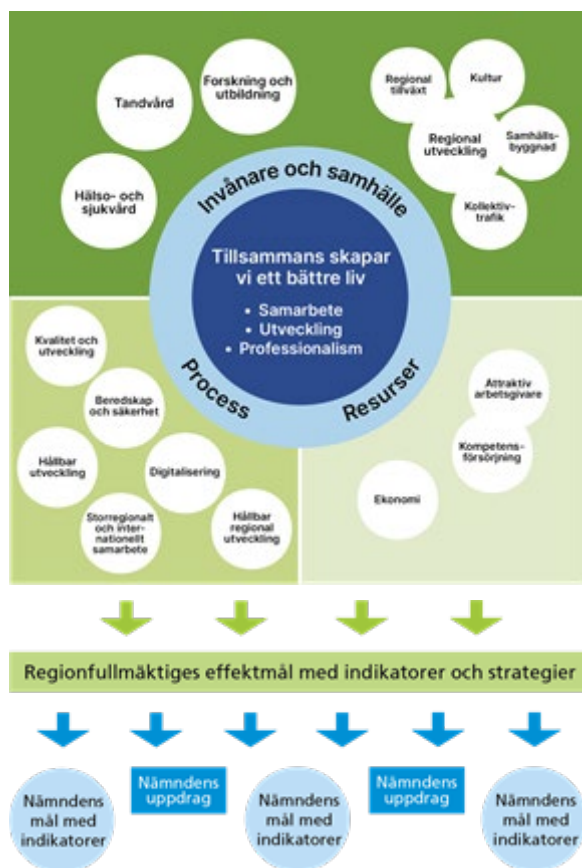 Forskning och
utbildning
Tandvård
Hälso- och
sjukvård
Regional
tillväxt
Kultur
Regional
utveckling
Samhälls-
byggnad
Kollektiv-
trafik
Invånare och samhälle
Tillsammans skapar
vi ett bättre liv
• Samarbete
• Utveckling
• Professionalism
Process
Resurser
Kvalitet och
utveckling
Beredskap
och säkerhet
Hållbar
utveckling
Digitalisering
Storregionalt
och inter-
nationellt
samarbete
Hållbar
regional
utveckling
Attraktiv
arbetsgivare
Kompetens-
försörjning
Ekonomi
Regionfullmäktiges effektmål med indikatorer och strategier
Nämndens
mål med
indikatorer
Nämndens
uppdrag
Nämndens
mål med
indikatorer
Nämndens
uppdrag
Nämndens
mål med
indikatorer